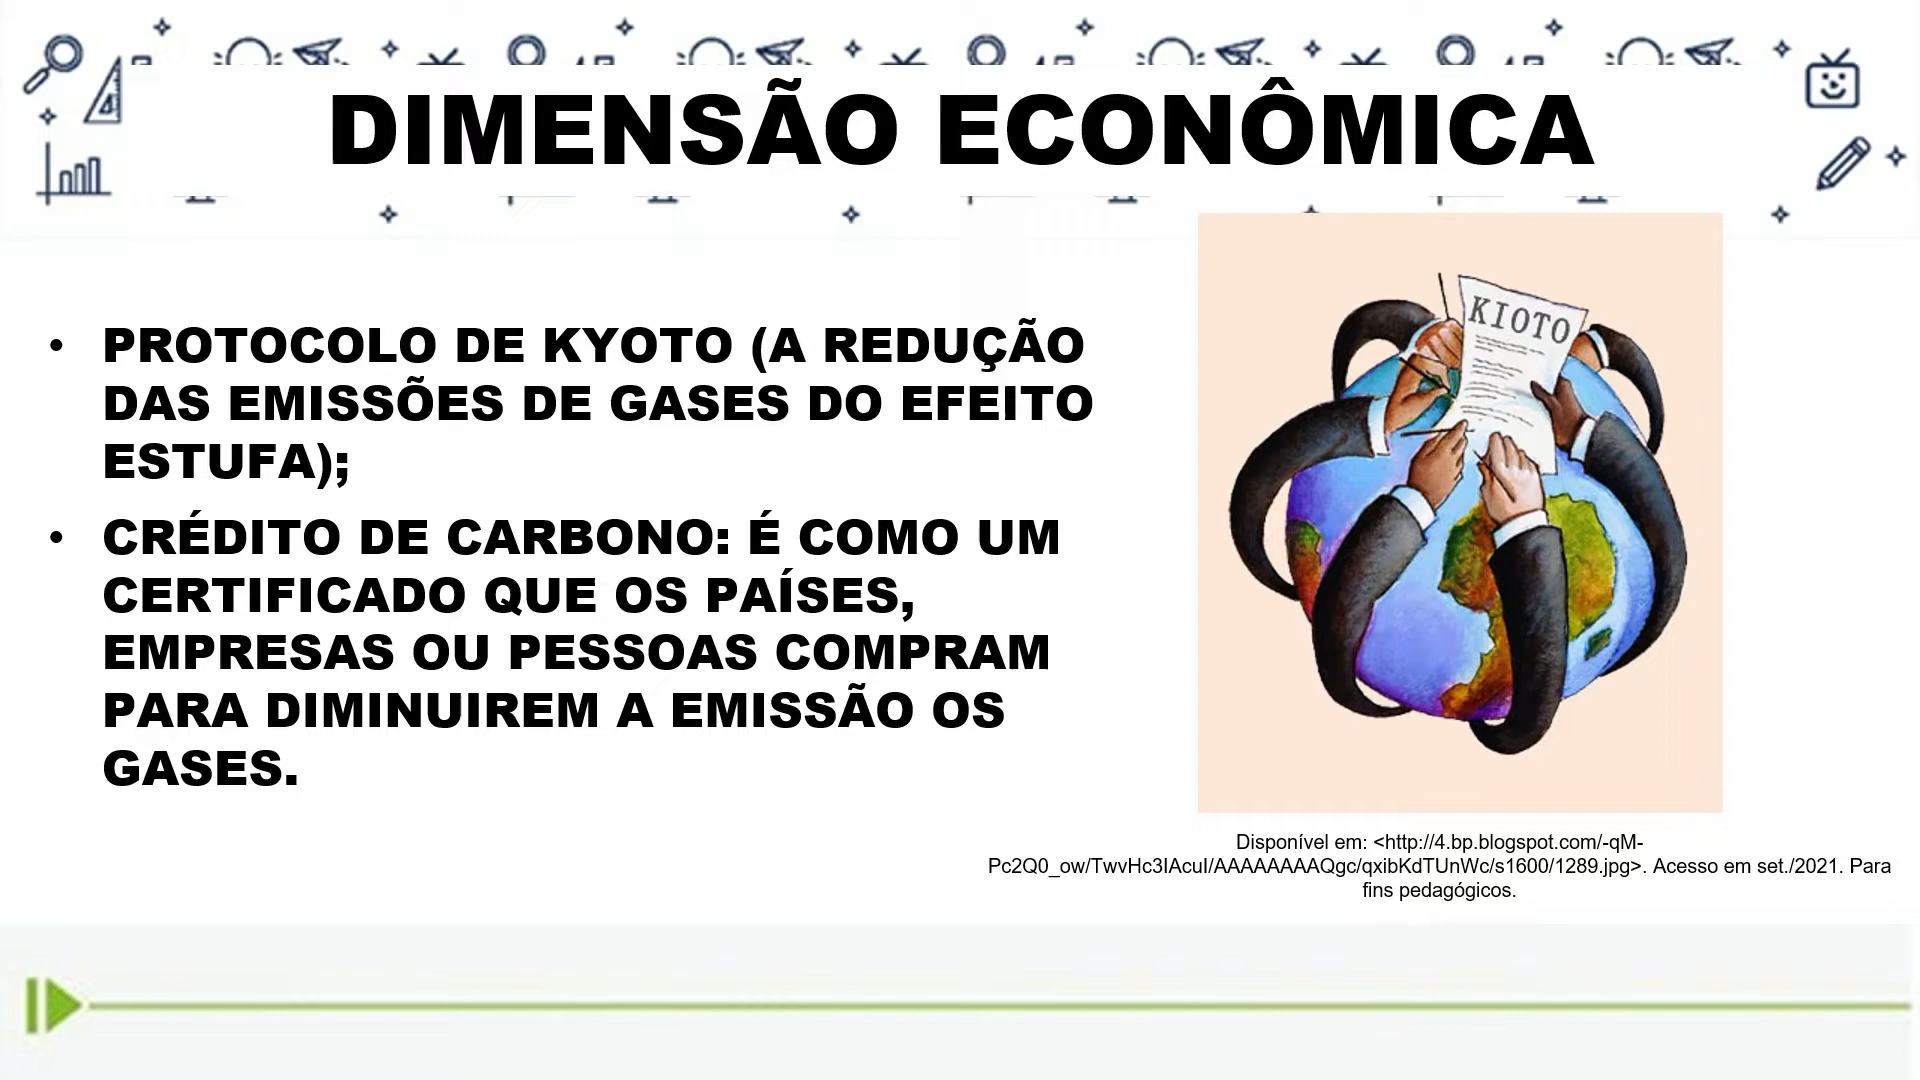 DIMENSÃO ECONÔMICA
• PROTOCOLO DE KYOTO (A REDUÇÃO
DAS EMISSÕES DE GASES DO EFEITO
ESTUFA);
• CRÉDITO DE CARBONO: É COMO UM
CERTIFICADO QUE OS PAÍSES,
EMPRESAS OU PESSOAS COMPRAM
PARA DIMINUIREM A EMISSÃO OS
GASES.
KIOTO
Disponível em: <http://4.bp.blogspot.com/-qM-
Pc2Q0_ow/TwvHc3IAcuI/AAAAAAAAQgc/qxibKdTUnWc/s1600/1289.jpg>. Acesso em set./2021. Para
fins pedagógicos.